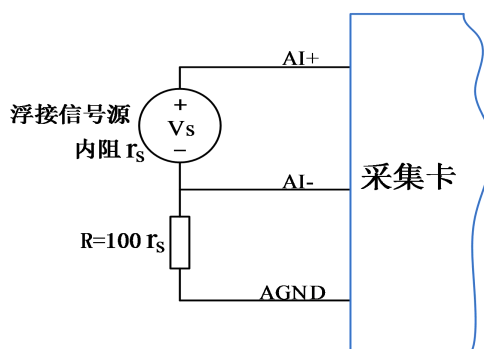 AI+
浮接信号源
+
Vs
−
内阻 rs
AI-
采集卡
R=100 rs
AGND